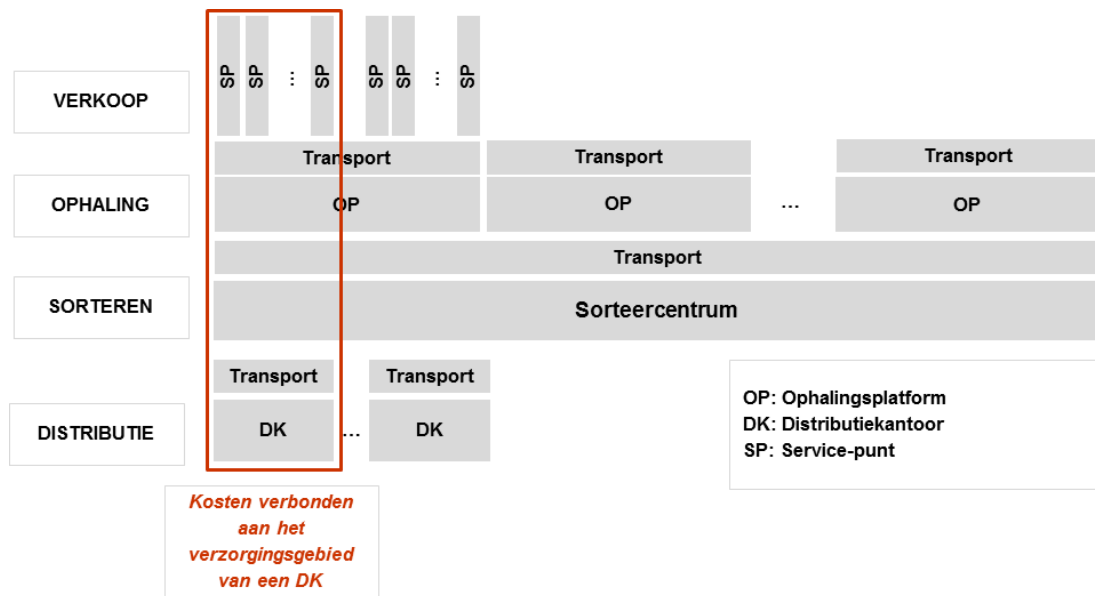 VERKOOP
SP
SP
...
SP
SP
SP
...
SP
Transport
Transport
Transport
OPHALING
OP
OP
...
OP
Transport
SORTEREN
Sorteercentrum
Transport
Transport
DISTRIBUTIE
DK
...
DK
OP: Ophalingsplatform
DK: Distributiekantoor
SP: Service-punt
Kosten verbonden
aan het
verzorgingsgebied
van een DK